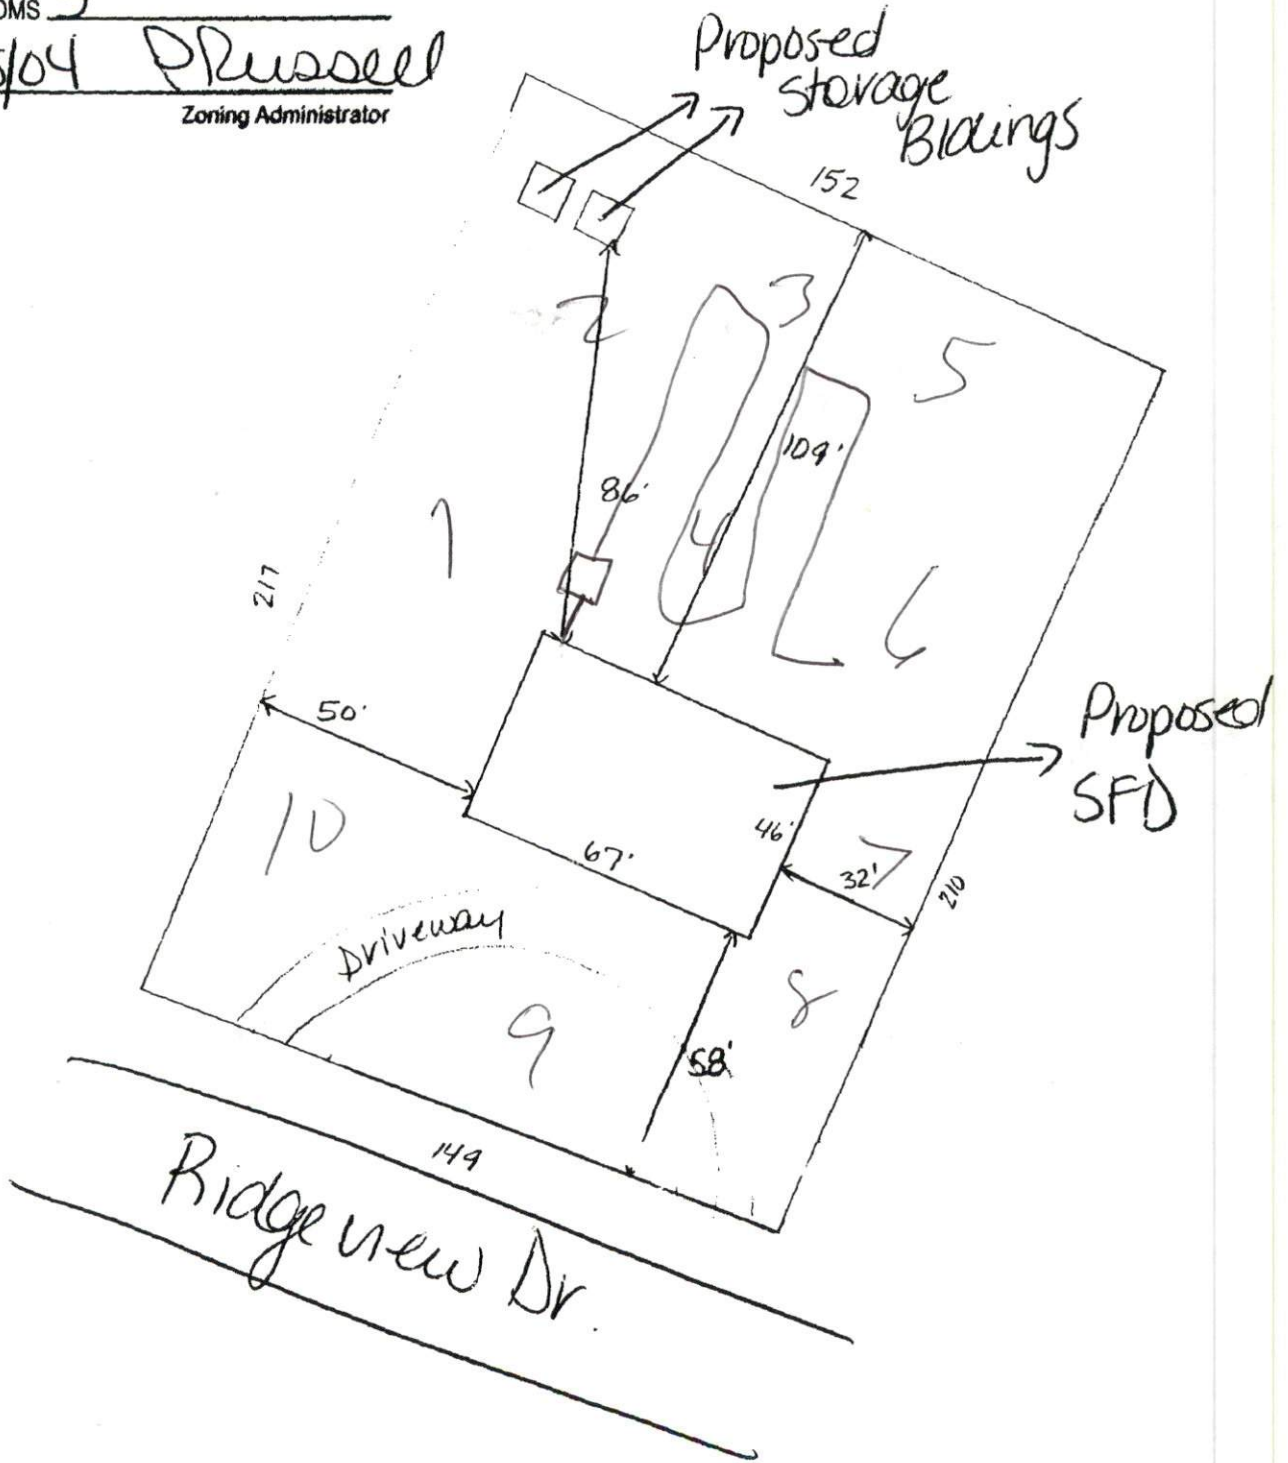 OMS
/04 PRussell
Zoning Administrator
Proposed
storage
Bldings
152
2
3
5
109'
86'
4
1
217
6
50'
Proposed
SFD
46'
67'
7
32'
210
10
Driveway
8
9
58'
149
Ridgeview Dr.